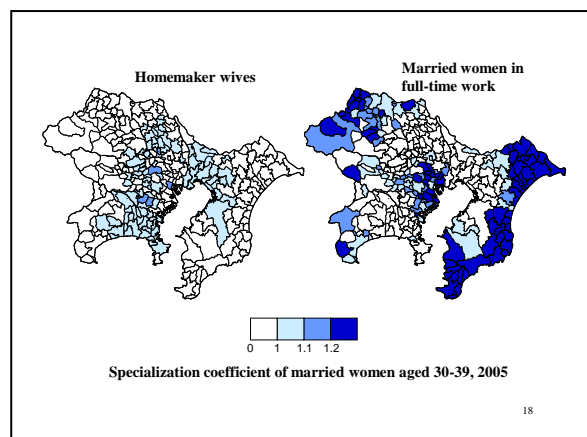 Homemaker wives
Married women in
full-time work
0 1 1.1 1.2
Specialization coefficient of married women aged 30-39, 2005
18